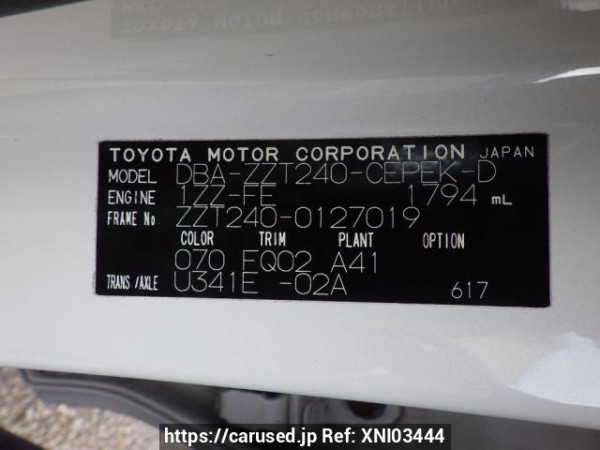 TOYOTA MOTOR CORPORATION JAPAN
MODEL DBA-ZZT240-CEPEK-D
ENGINE 1ZZ-FE 1794 mL
FRAME No ZZT240-0127019
COLOR TRIM PLANT OPTION
070 FQ02 A41
TRANS/AXLE U341E -02A 617
https://carused.jp Ref: XNI03444